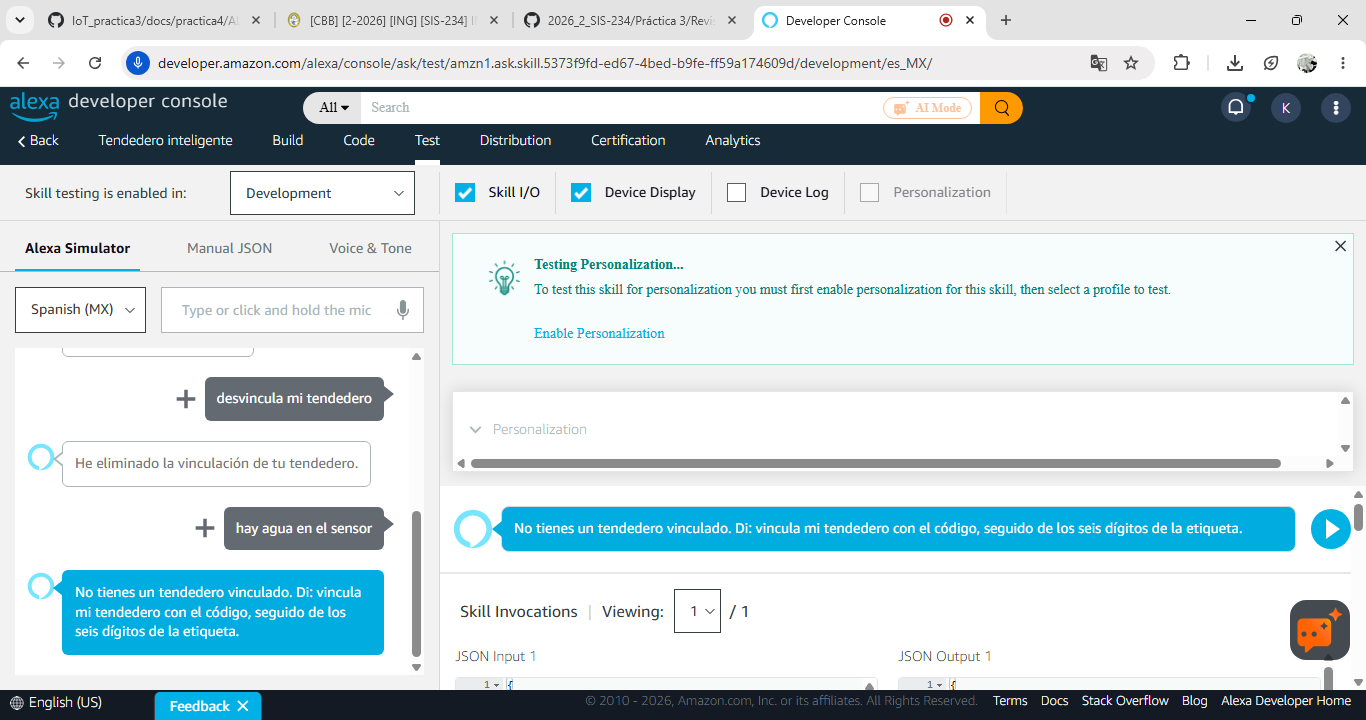 IoT_practica3/docs/practica4/Al
[CBB] [2-2026] [ING] [SIS-234] I
2026_2_SIS-234/Práctica 3/Revis
Developer Console
developer.amazon.com/alexa/console/ask/test/amzn1.ask.skill.5373f9fd-ed67-4bed-b9fe-ff59a174609d/development/es_MX/
alexa developer console
All
Search
AI Mode
K
Back
Tendedero inteligente
Build
Code
Test
Distribution
Certification
Analytics
Skill testing is enabled in:
Development
Skill I/O
Device Display
Device Log
Personalization
Alexa Simulator
Manual JSON
Voice & Tone
Spanish (MX)
Type or click and hold the mic
desvincula mi tendedero
He eliminado la vinculación de tu tendedero.
hay agua en el sensor
No tienes un tendedero vinculado. Di: vincula
mi tendedero con el código, seguido de los
seis dígitos de la etiqueta.
Testing Personalization...
To test this skill for personalization you must first enable personalization for this skill, then select a profile to test.
Enable Personalization
Personalization
No tienes un tendedero vinculado. Di: vincula mi tendedero con el código, seguido de los seis dígitos de la etiqueta.
Skill Invocations | Viewing: 1 / 1
JSON Input 1
JSON Output 1
1 {
1 {
English (US)
Feedback
© 2010 - 2026, Amazon.com, Inc. or its affiliates. All Rights Reserved.
Terms
Docs
Stack Overflow
Blog
Alexa Developer Home